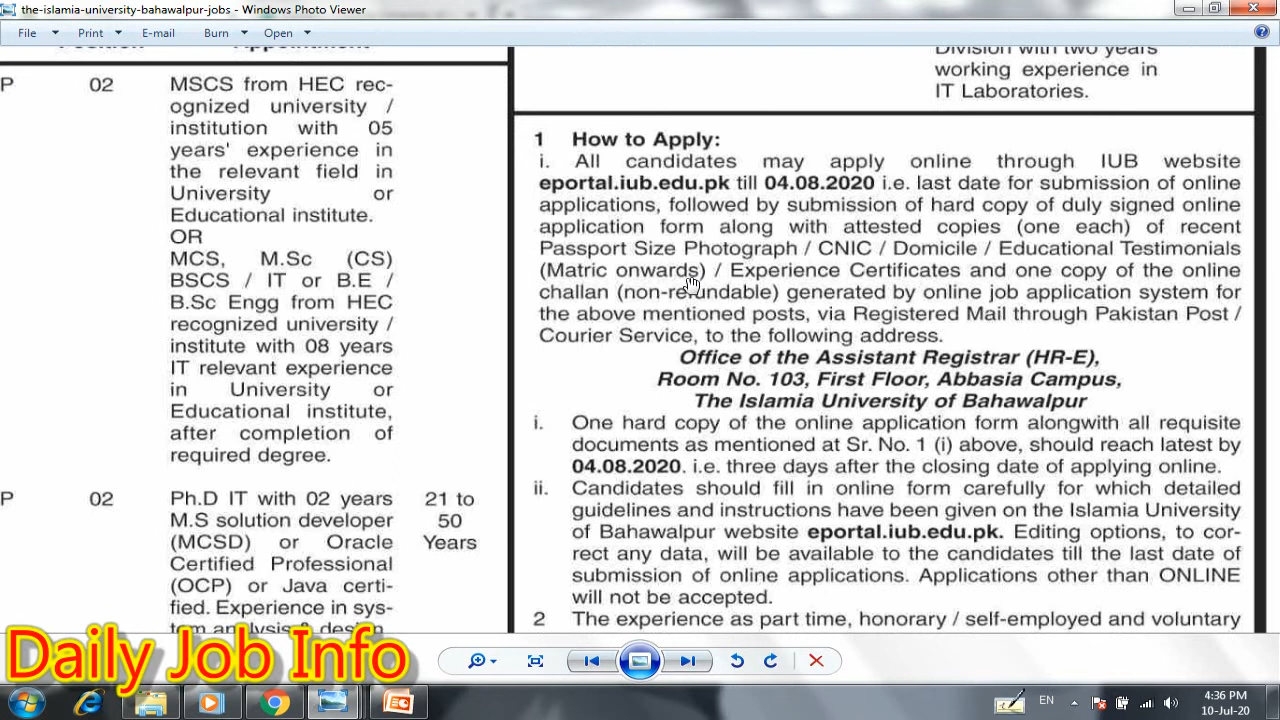 the-islamia-university-bahawalpur-jobs - Windows Photo Viewer
File Print E-mail Burn Open
Position Appointment
P 02 MSCS from HEC rec-
ognized university /
institution with 05
years' experience in
the relevant field in
University or
Educational institute.
OR
MCS, M.Sc (CS)
BSCS / IT or B.E /
B.Sc Engg from HEC
recognized university /
institute with 08 years
IT relevant experience
in University or
Educational institute,
after completion of
required degree.
P 02 Ph.D IT with 02 years 21 to
M.S solution developer 50
(MCSD) or Oracle Years
Certified Professional
(OCP) or Java certi-
fied. Experience in sys-
tem analysis & design
Division with two years
working experience in
IT Laboratories.
1 How to Apply:
i. All candidates may apply online through IUB website
eportal.iub.edu.pk till 04.08.2020 i.e. last date for submission of online
applications, followed by submission of hard copy of duly signed online
application form along with attested copies (one each) of recent
Passport Size Photograph / CNIC / Domicile / Educational Testimonials
(Matric onwards) / Experience Certificates and one copy of the online
challan (non-refundable) generated by online job application system for
the above mentioned posts, via Registered Mail through Pakistan Post /
Courier Service, to the following address.
Office of the Assistant Registrar (HR-E),
Room No. 103, First Floor, Abbasia Campus,
The Islamia University of Bahawalpur
i. One hard copy of the online application form alongwith all requisite
documents as mentioned at Sr. No. 1 (i) above, should reach latest by
04.08.2020. i.e. three days after the closing date of applying online.
ii. Candidates should fill in online form carefully for which detailed
guidelines and instructions have been given on the Islamia University
of Bahawalpur website eportal.iub.edu.pk. Editing options, to cor-
rect any data, will be available to the candidates till the last date of
submission of online applications. Applications other than ONLINE
will not be accepted.
2 The experience as part time, honorary / self-employed and voluntary
Daily Job Info
EN
4:36 PM
10-Jul-20